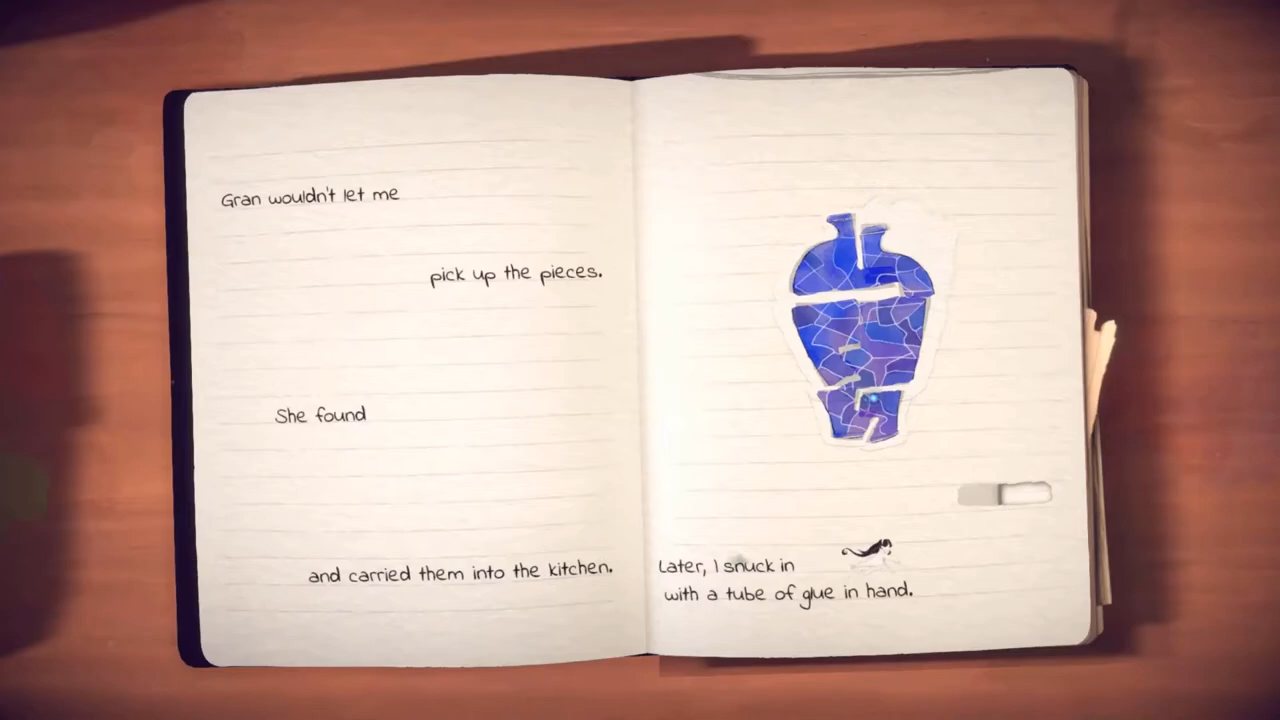 Gran wouldn't let me
pick up the pieces.
She found
and carried them into the kitchen.
Later, I snuck in
with a tube of glue in hand.